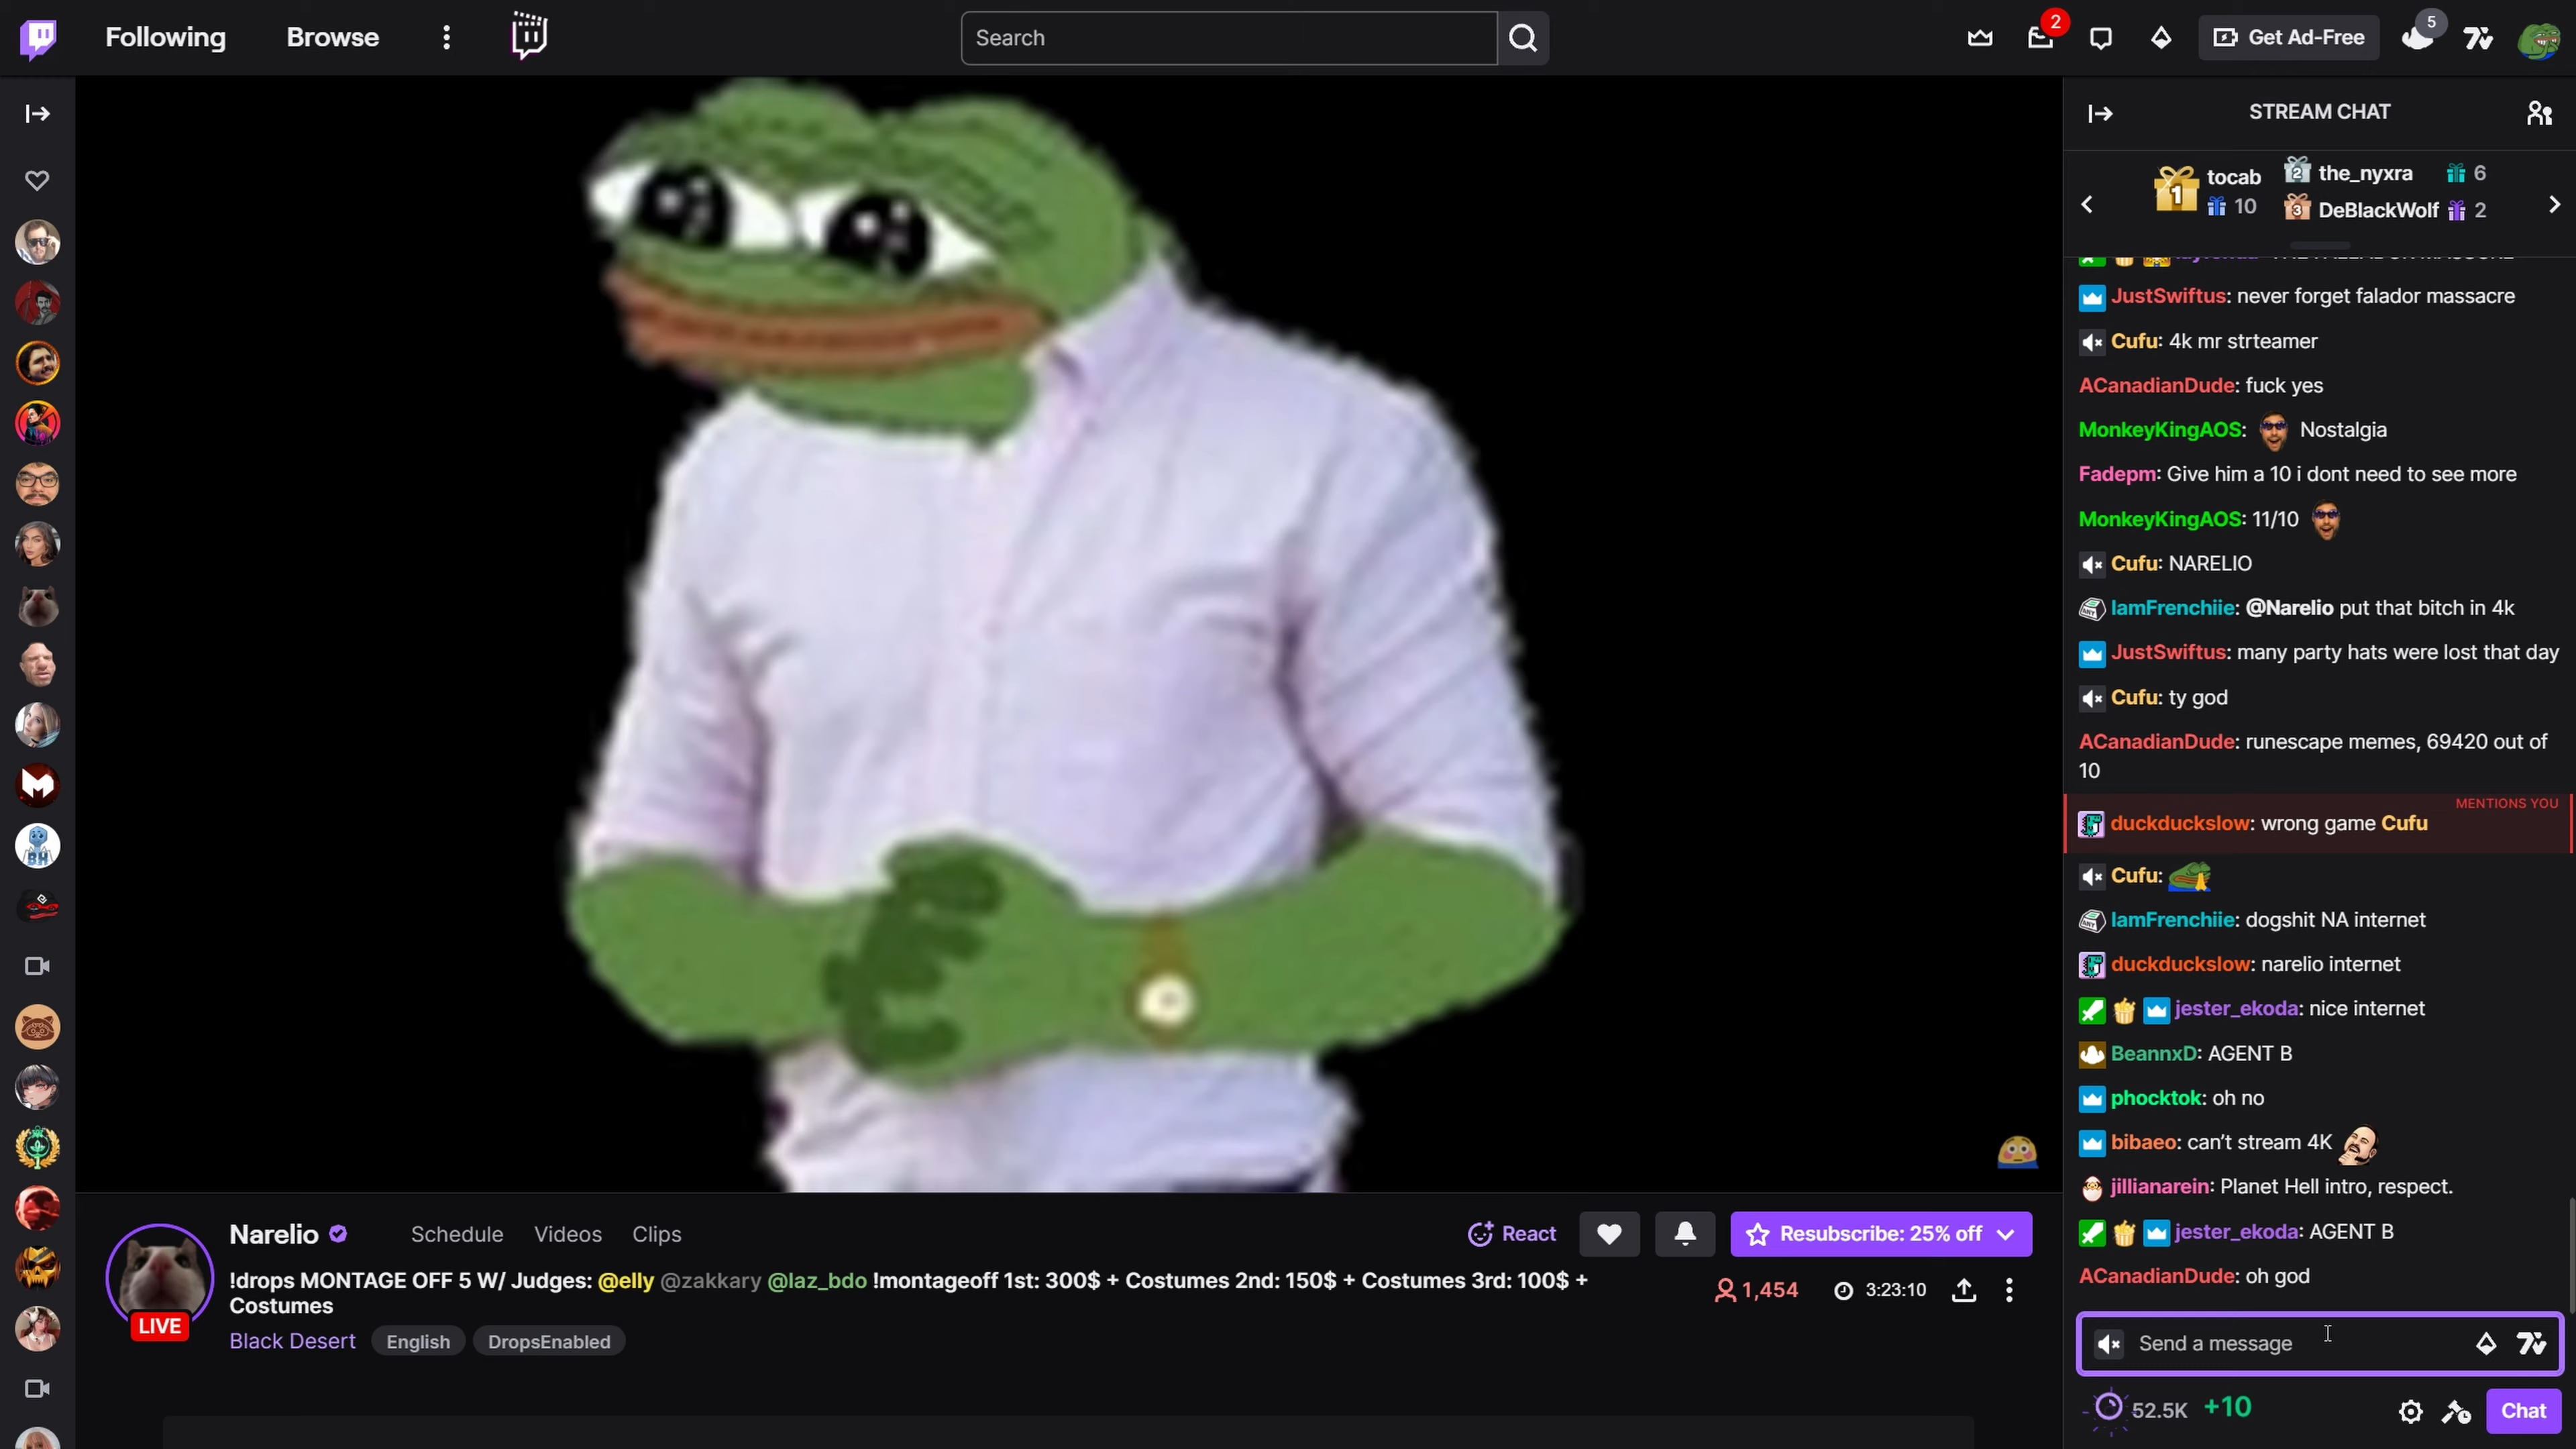 Following
Browse
Search
2
Get Ad-Free
5
STREAM CHAT
1
tocab
10
2
the_nyxra
6
3
DeBlackWolf
2
JustSwiftus: never forget falador massacre
Cufu: 4k mr strteamer
ACanadianDude: fuck yes
MonkeyKingAOS: Nostalgia
Fadepm: Give him a 10 i dont need to see more
MonkeyKingAOS: 11/10
Cufu: NARELIO
IamFrenchiie: @Narelio put that bitch in 4k
JustSwiftus: many party hats were lost that day
Cufu: ty god
ACanadianDude: runescape memes, 69420 out of
10
MENTIONS YOU
duckduckslow: wrong game Cufu
Cufu:
IamFrenchiie: dogshit NA internet
duckduckslow: narelio internet
jester_ekoda: nice internet
BeannxD: AGENT B
phocktok: oh no
bibaeo: can't stream 4K
jillianarein: Planet Hell intro, respect.
jester_ekoda: AGENT B
ACanadianDude: oh god
Send a message
52.5K
+10
Chat
BH
Narelio
Schedule
Videos
Clips
React
Resubscribe: 25% off
!drops MONTAGE OFF 5 W/ Judges: @elly @zakkary @laz_bdo !montageoff 1st: 300$ + Costumes 2nd: 150$ + Costumes 3rd: 100$ +
Costumes
1,454
3:23:10
LIVE
Black Desert
English
DropsEnabled